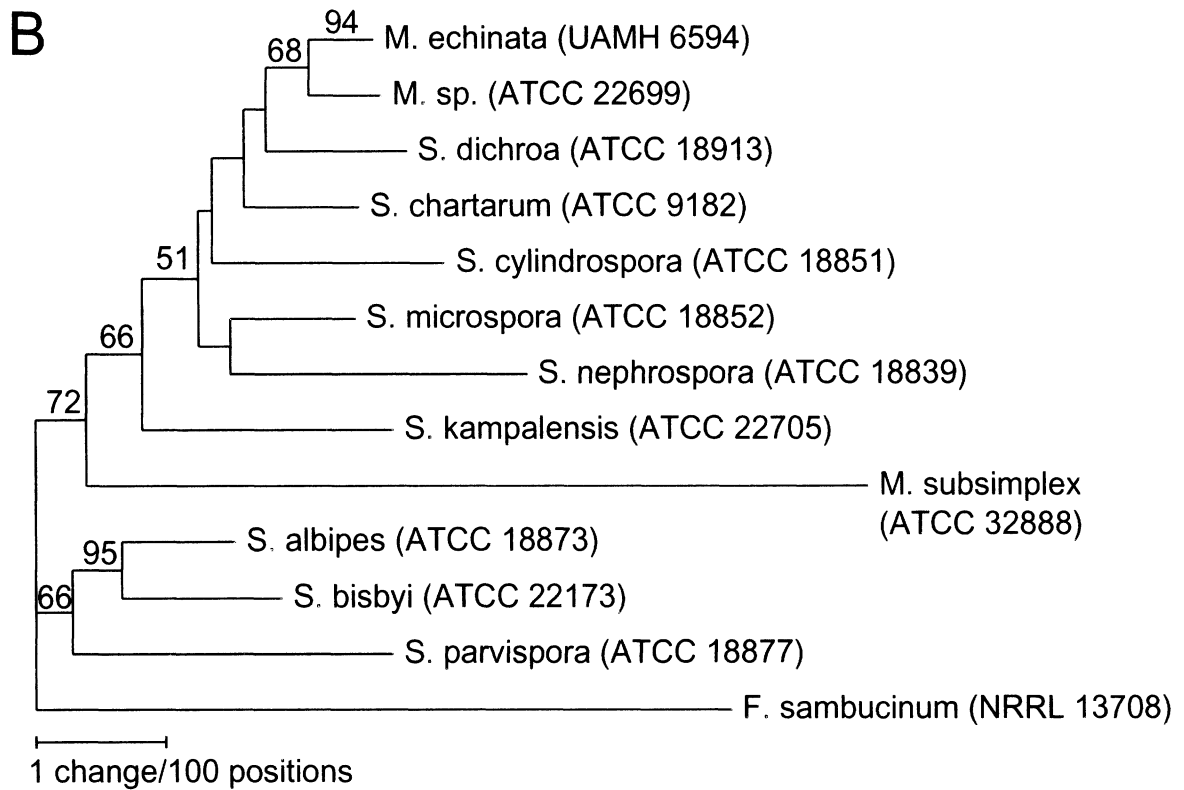 B
94
M. echinata (UAMH 6594)
68
M. sp. (ATCC 22699)
S. dichroa (ATCC 18913)
S. chartarum (ATCC 9182)
51
S. cylindrospora (ATCC 18851)
S. microspora (ATCC 18852)
66
S. nephrospora (ATCC 18839)
72
S. kampalensis (ATCC 22705)
M. subsimplex
(ATCC 32888)
S. albipes (ATCC 18873)
95
S. bisbyi (ATCC 22173)
66
S. parvispora (ATCC 18877)
F. sambucinum (NRRL 13708)
1 change/100 positions